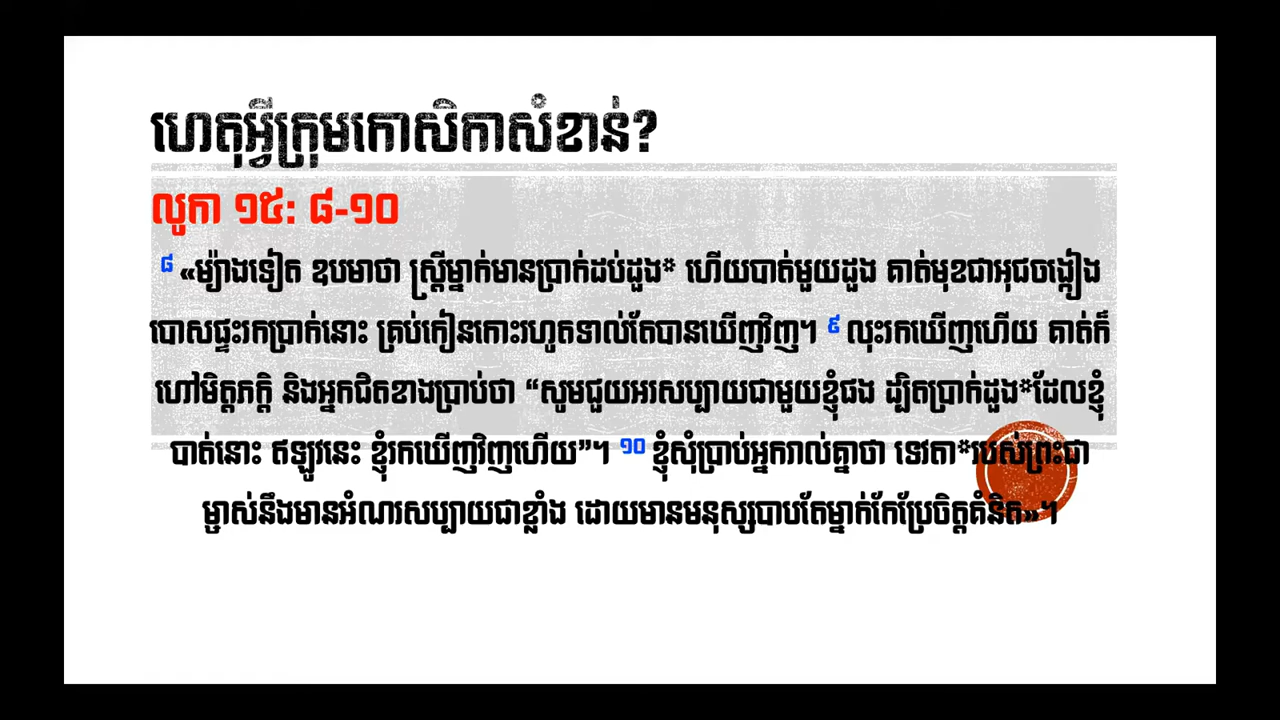 ហេតុអ្វីក្រុមកោសិកាសំខាន់?
លូកា ១៥: ៨-១០
៨ «ម្យ៉ាងទៀត ឧបមាថា ស្ត្រីម្នាក់មានប្រាក់ដប់ដួង* ហើយបាត់មួយដួង គាត់មុខជាអុជចង្កៀង
បោសផ្ទះរកប្រាក់នោះ គ្រប់កៀនកោះរហូតទាល់តែបានឃើញវិញ។ ៩ លុះរកឃើញហើយ គាត់ក៏
ហៅមិត្តភក្ដិ និងអ្នកជិតខាងប្រាប់ថា “សូមជួយអរសប្បាយជាមួយខ្ញុំផង ដ្បិតប្រាក់ដួង*ដែលខ្ញុំ
បាត់នោះ ឥឡូវនេះ ខ្ញុំរកឃើញវិញហើយ”។ ១០ ខ្ញុំសុំប្រាប់អ្នករាល់គ្នាថា ទេវតា*របស់ព្រះជា
ម្ចាស់នឹងមានអំណរសប្បាយជាខ្លាំង ដោយមានមនុស្សបាបតែម្នាក់កែប្រែចិត្តគំនិត»។